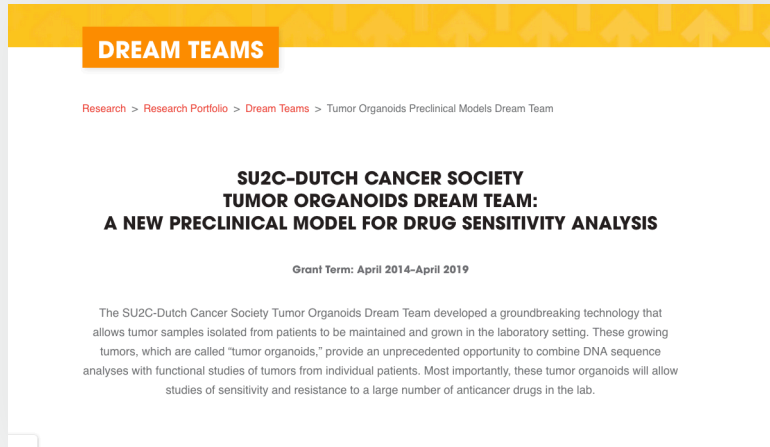 DREAM TEAMS
Research > Research Portfolio > Dream Teams > Tumor Organoids Preclinical Models Dream Team
SU2C–DUTCH CANCER SOCIETY
TUMOR ORGANOIDS DREAM TEAM:
A NEW PRECLINICAL MODEL FOR DRUG SENSITIVITY ANALYSIS
Grant Term: April 2014–April 2019
The SU2C-Dutch Cancer Society Tumor Organoids Dream Team developed a groundbreaking technology that
allows tumor samples isolated from patients to be maintained and grown in the laboratory setting. These growing
tumors, which are called “tumor organoids,” provide an unprecedented opportunity to combine DNA sequence
analyses with functional studies of tumors from individual patients. Most importantly, these tumor organoids will allow
studies of sensitivity and resistance to a large number of anticancer drugs in the lab.